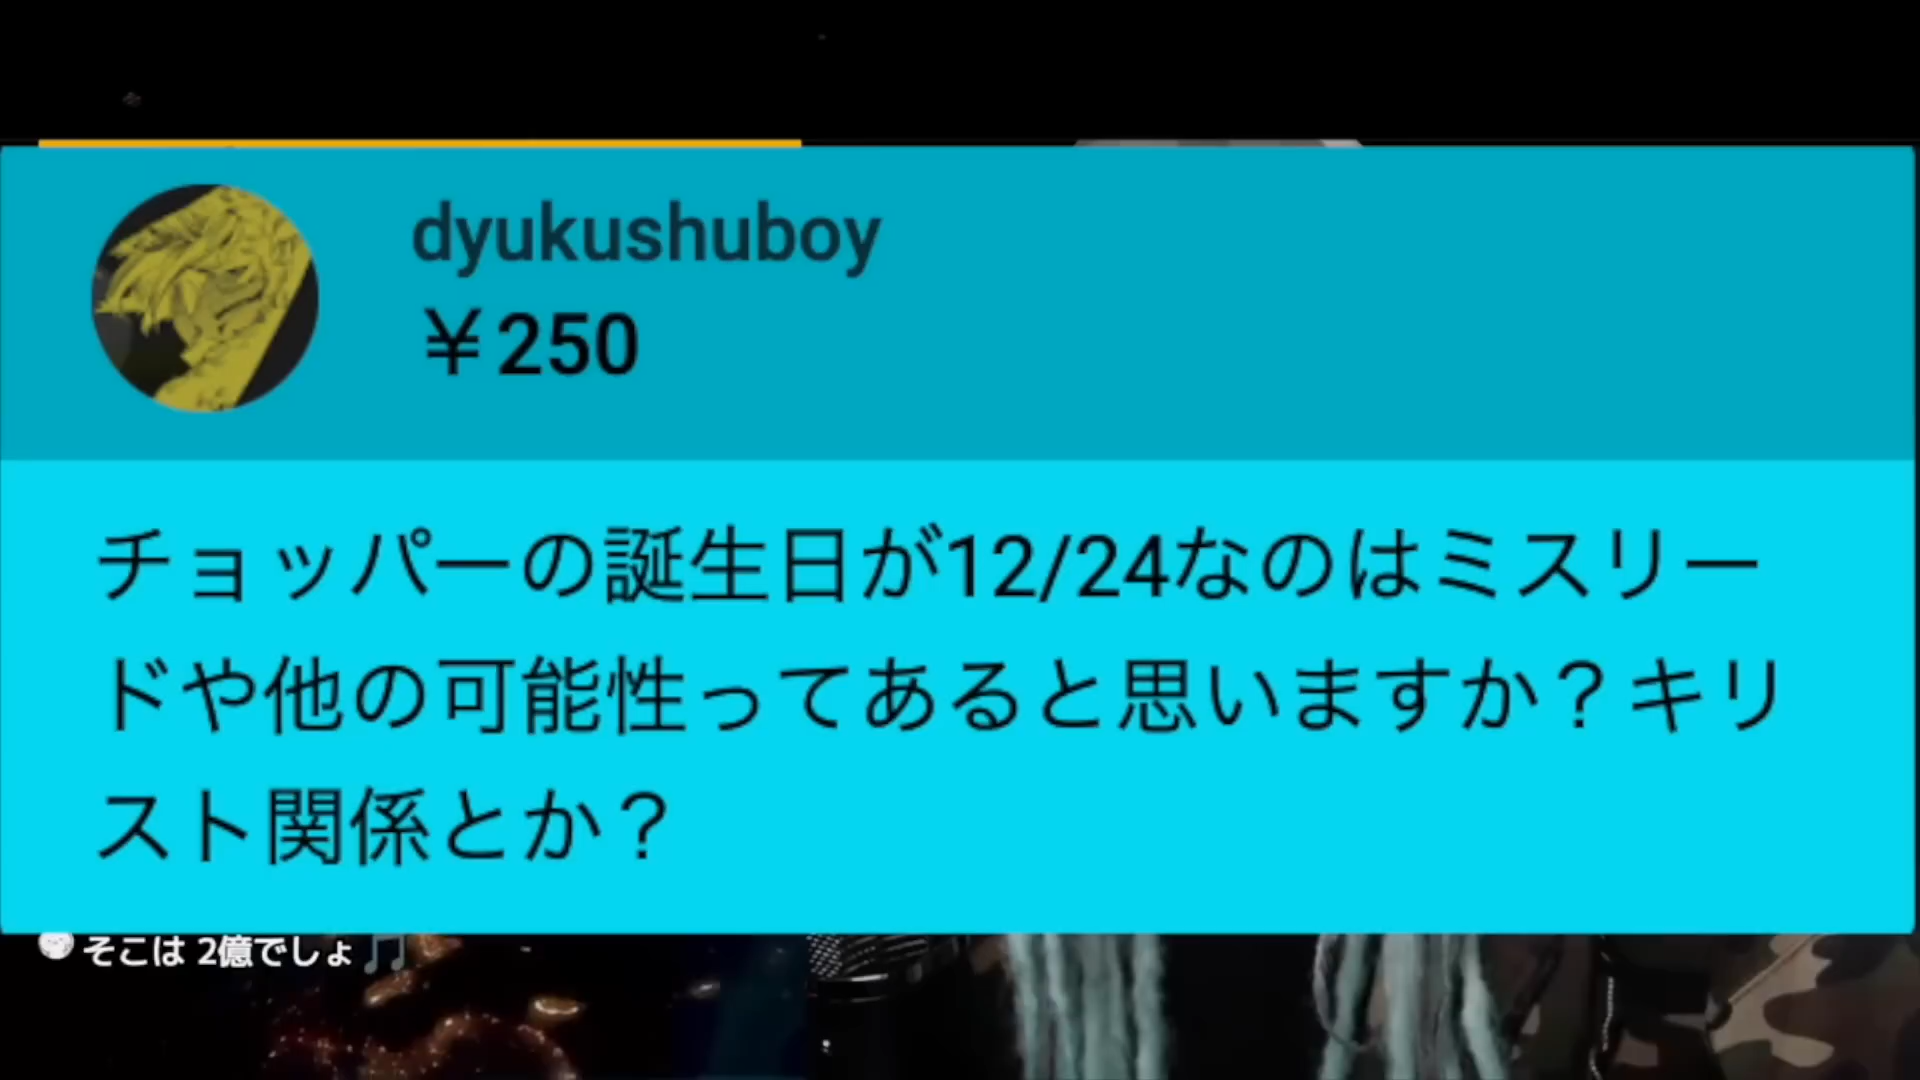 dyukushuboy
￥250
チョッパーの誕生日が12/24なのはミスリー
ドや他の可能性ってあると思いますか？キリ
スト関係とか？
そこは 2億でしょ🎵